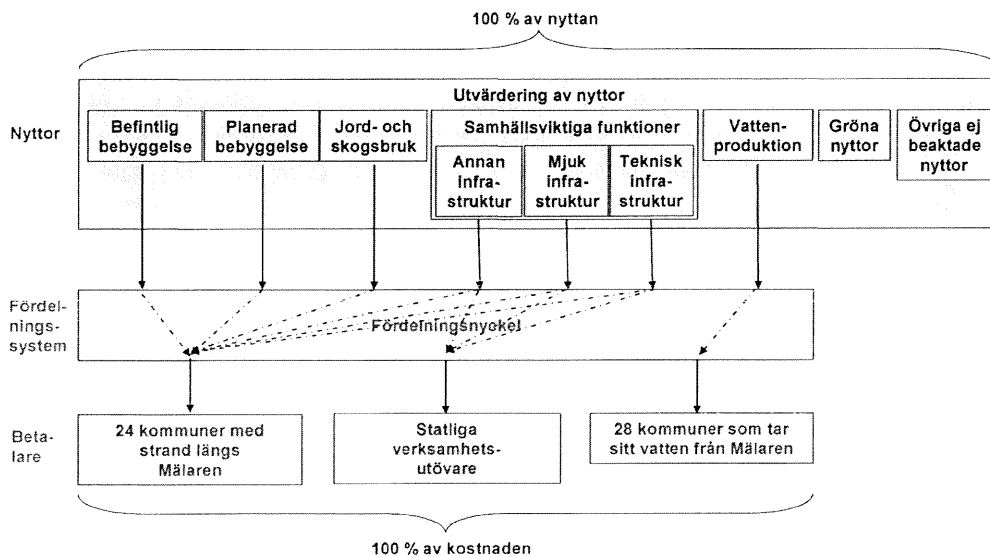 100 % av nyttan
Utvärdering av nyttor
Nyttor
Befintlig
bebyggelse
Planerad
bebyggelse
Jord- och
skogsbruk
Samhällsviktiga funktioner
Annan
infra-
struktur
Mjuk
infra-
struktur
Teknisk
infra-
struktur
Vatten-
produktion
Gröna
nyttor
Övriga ej
beaktade
nyttor
Fördel-
nings-
system
Fördelningsnyckel
Beta-
lare
24 kommuner med
strand längs
Mälaren
Statliga
verksamhets-
utövare
28 kommuner som tar
sitt vatten från Mälaren
100 % av kostnaden